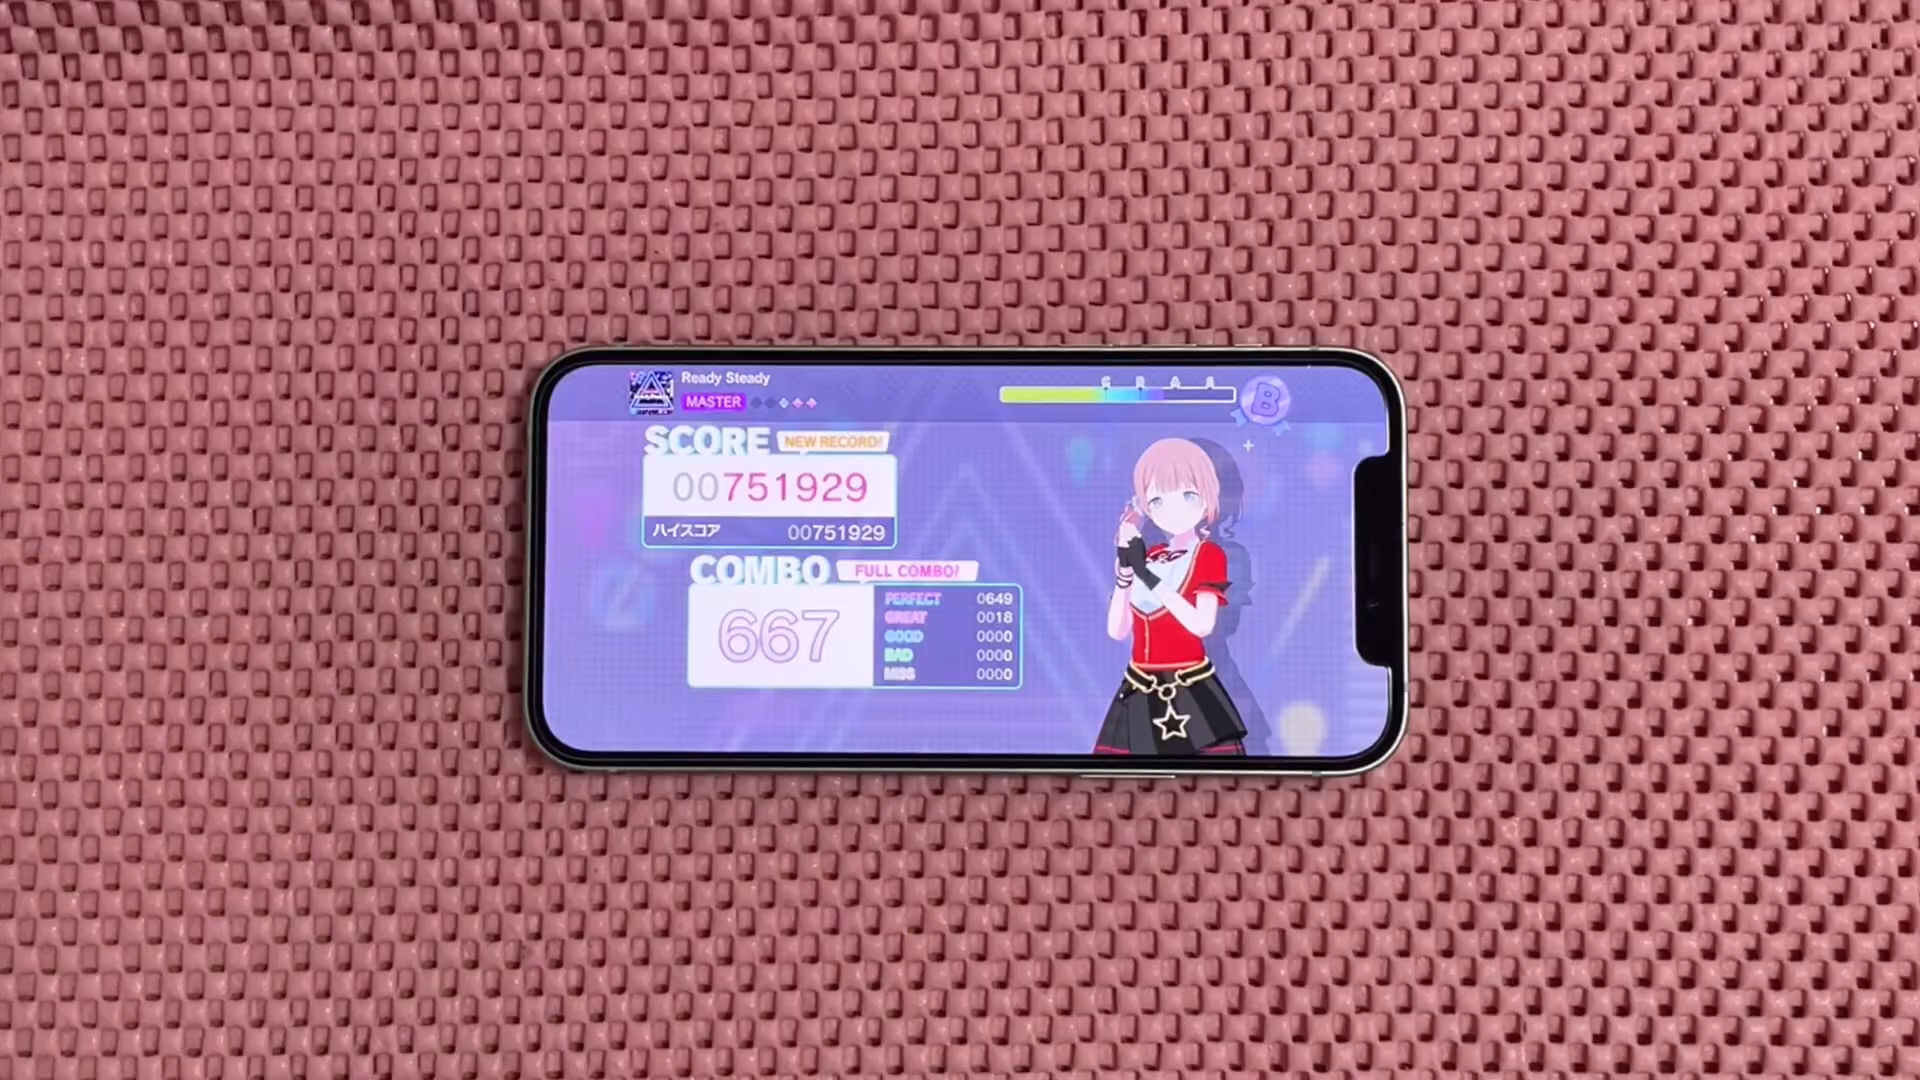 Ready Steady
MASTER
C B A S
B
SCORE NEW RECORD!
00751929
ハイスコア 00751929
COMBO FULL COMBO!
667
PERFECT 0649
GREAT 0018
GOOD 0000
BAD 0000
MISS 0000